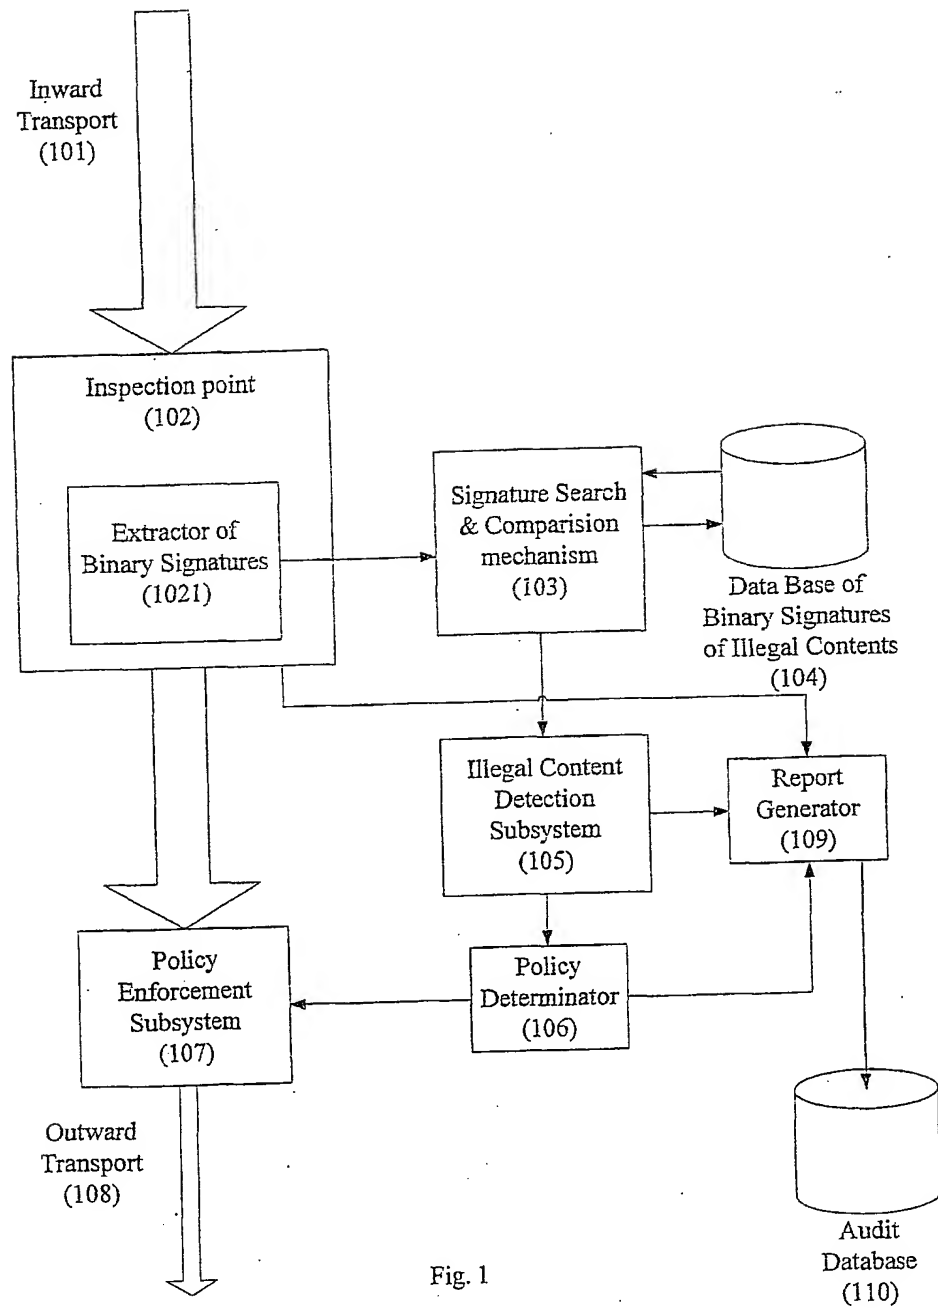 Inward
Transport
(101)
Inspection point
(102)
Extractor of
Binary Signatures
(1021)
Signature Search
& Comparision
mechanism
(103)
Data Base of
Binary Signatures
of Illegal Contents
(104)
Illegal Content
Detection
Subsystem
(105)
Report
Generator
(109)
Policy
Enforcement
Subsystem
(107)
Policy
Determinator
(106)
Outward
Transport
(108)
Audit
Database
(110)
Fig. 1